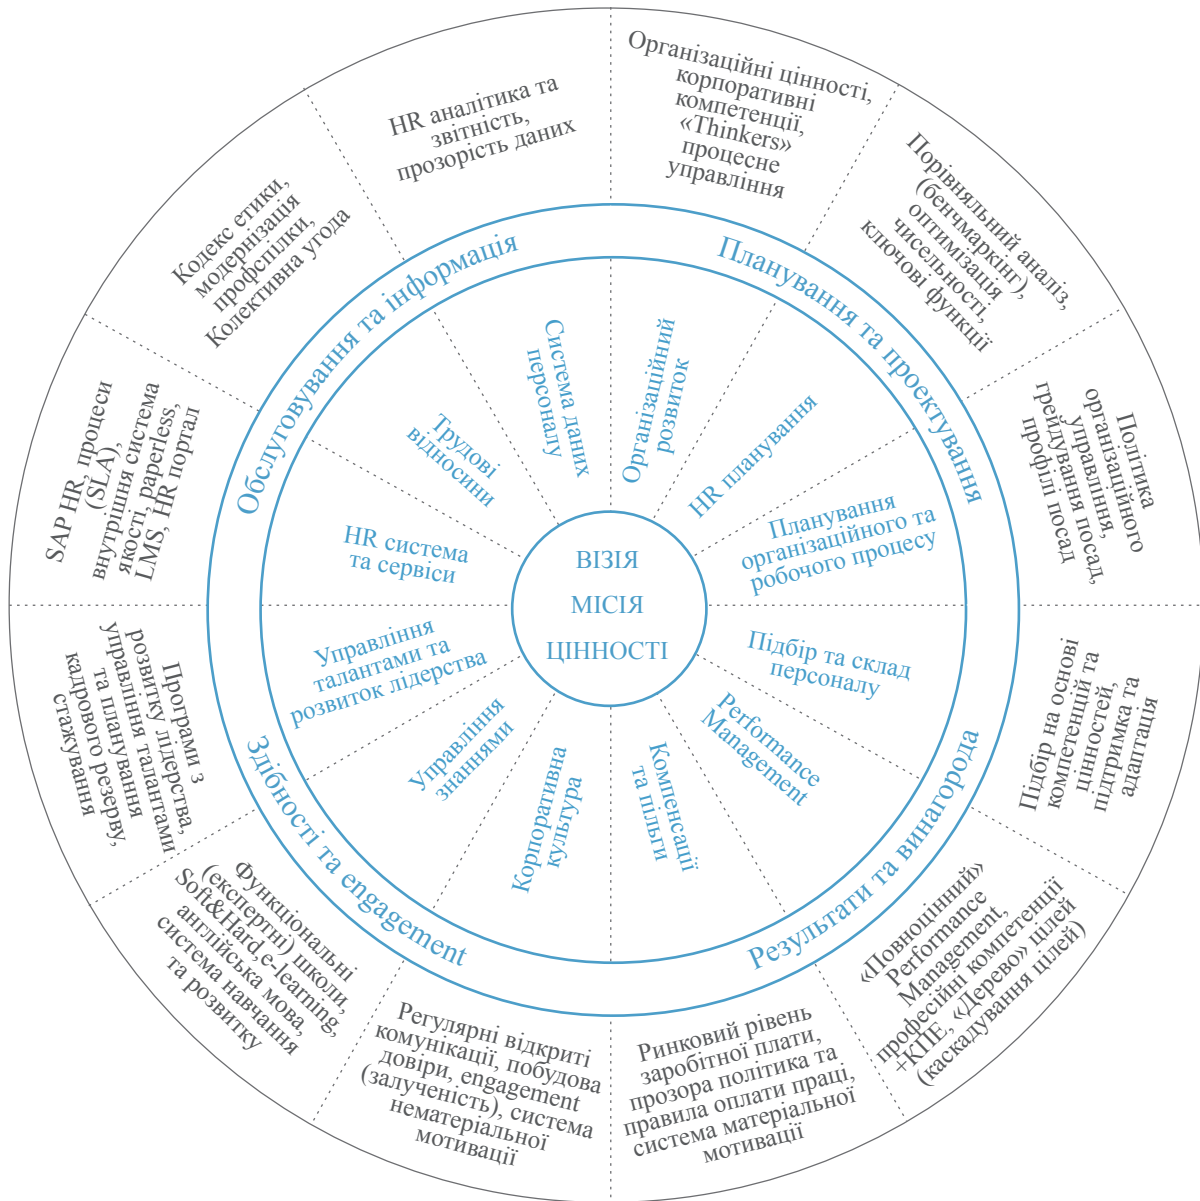 Організаційні цінності,
корпоративні
компетенції,
«Thinkers»
процесне
управління
Порівняльний аналіз,
(бенчмаркінг),
оптимізація
чисельності,
ключові функції
Політика
організаційного
управління,
грейдування посад,
профілі посад
Підбір на основі
компетенцій та
цінностей,
підтримка та
адаптація
«Повноцінний»
Performance
Management,
професійні компетенції
+КПЕ, «Дерево» цілей
(каскадування цілей)
Ринковий рівень
заробітної плати,
прозора політика та
правила оплати праці,
система матеріальної
мотивації
Регулярні відкриті
комунікації, побудова
довіри, engagement
(залученість), система
нематеріальної
мотивації
Функціональні
(експертні) школи,
Soft&Hard,e-learning,
англійська мова,
система навчання
та розвитку
Програми з
розвитку лідерства,
управління талантами
та планування
кадрового резерву,
стажування
SAP HR, процеси
(SLA),
внутрішня система
якості, paperless,
LMS, HR портал
Кодекс етики,
модернізація
профспілки,
Колективна угода
HR аналітика та
звітність,
прозорість даних
Планування та проектування
Результати та винагорода
Здібності та engagement
Обслуговування та інформація
Організаційний
розвиток
HR планування
Планування
організаційного та
робочого процесу
Підбір та склад
персоналу
Performance
Management
Компенсації
та пільги
Корпоративна
культура
Управління
знаннями
Управління
талантами та
розвиток лідерства
HR система
та сервіси
Трудові
відносини
Система даних
персоналу
ВІЗІЯ
МІСІЯ
ЦІННОСТІ